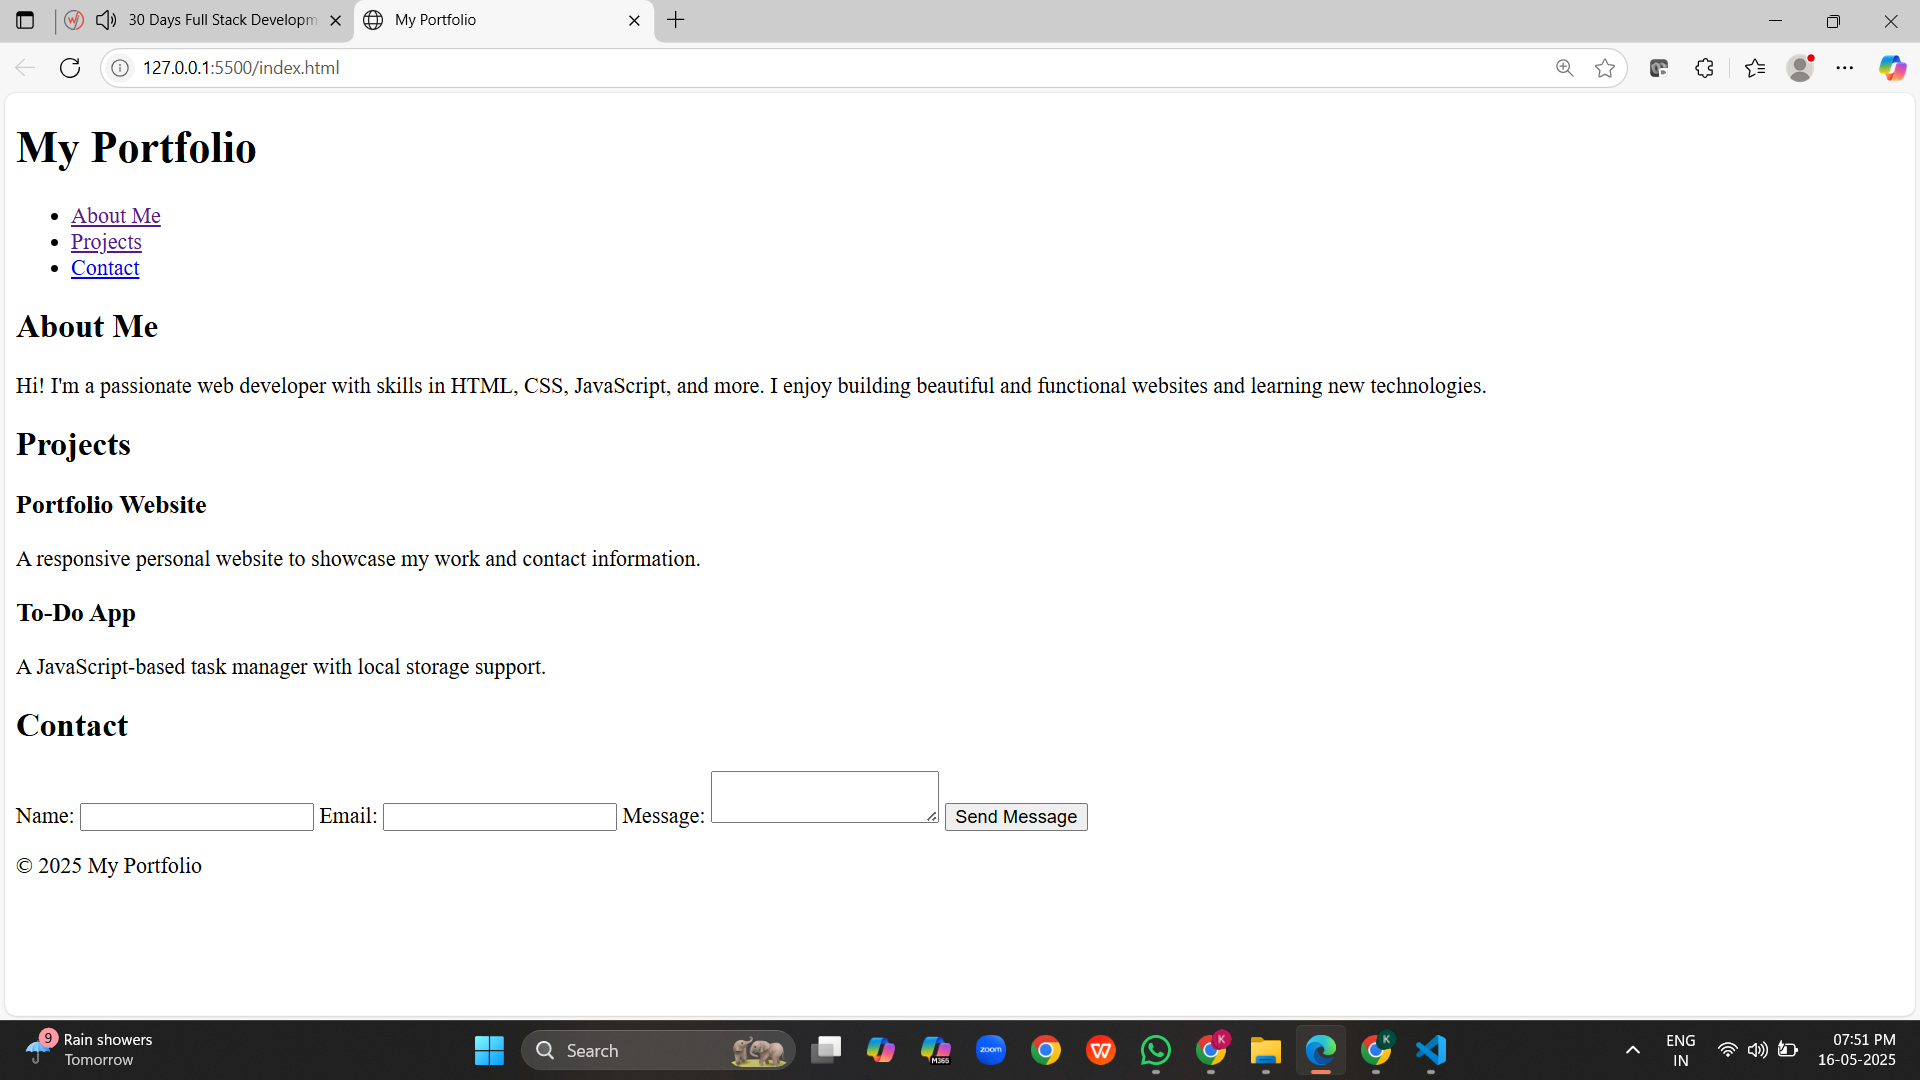 30 Days Full Stack Developm
My Portfolio
127.0.0.1:5500/index.html
My Portfolio
About Me
Projects
Contact
About Me
Hi! I'm a passionate web developer with skills in HTML, CSS, JavaScript, and more. I enjoy building beautiful and functional websites and learning new technologies.
Projects
Portfolio Website
A responsive personal website to showcase my work and contact information.
To-Do App
A JavaScript-based task manager with local storage support.
Contact
Name: Email: Message: Send Message
© 2025 My Portfolio
9
Rain showers
Tomorrow
Search
M365
zoom
W
K
K
ENG
IN
07:51 PM
16-05-2025